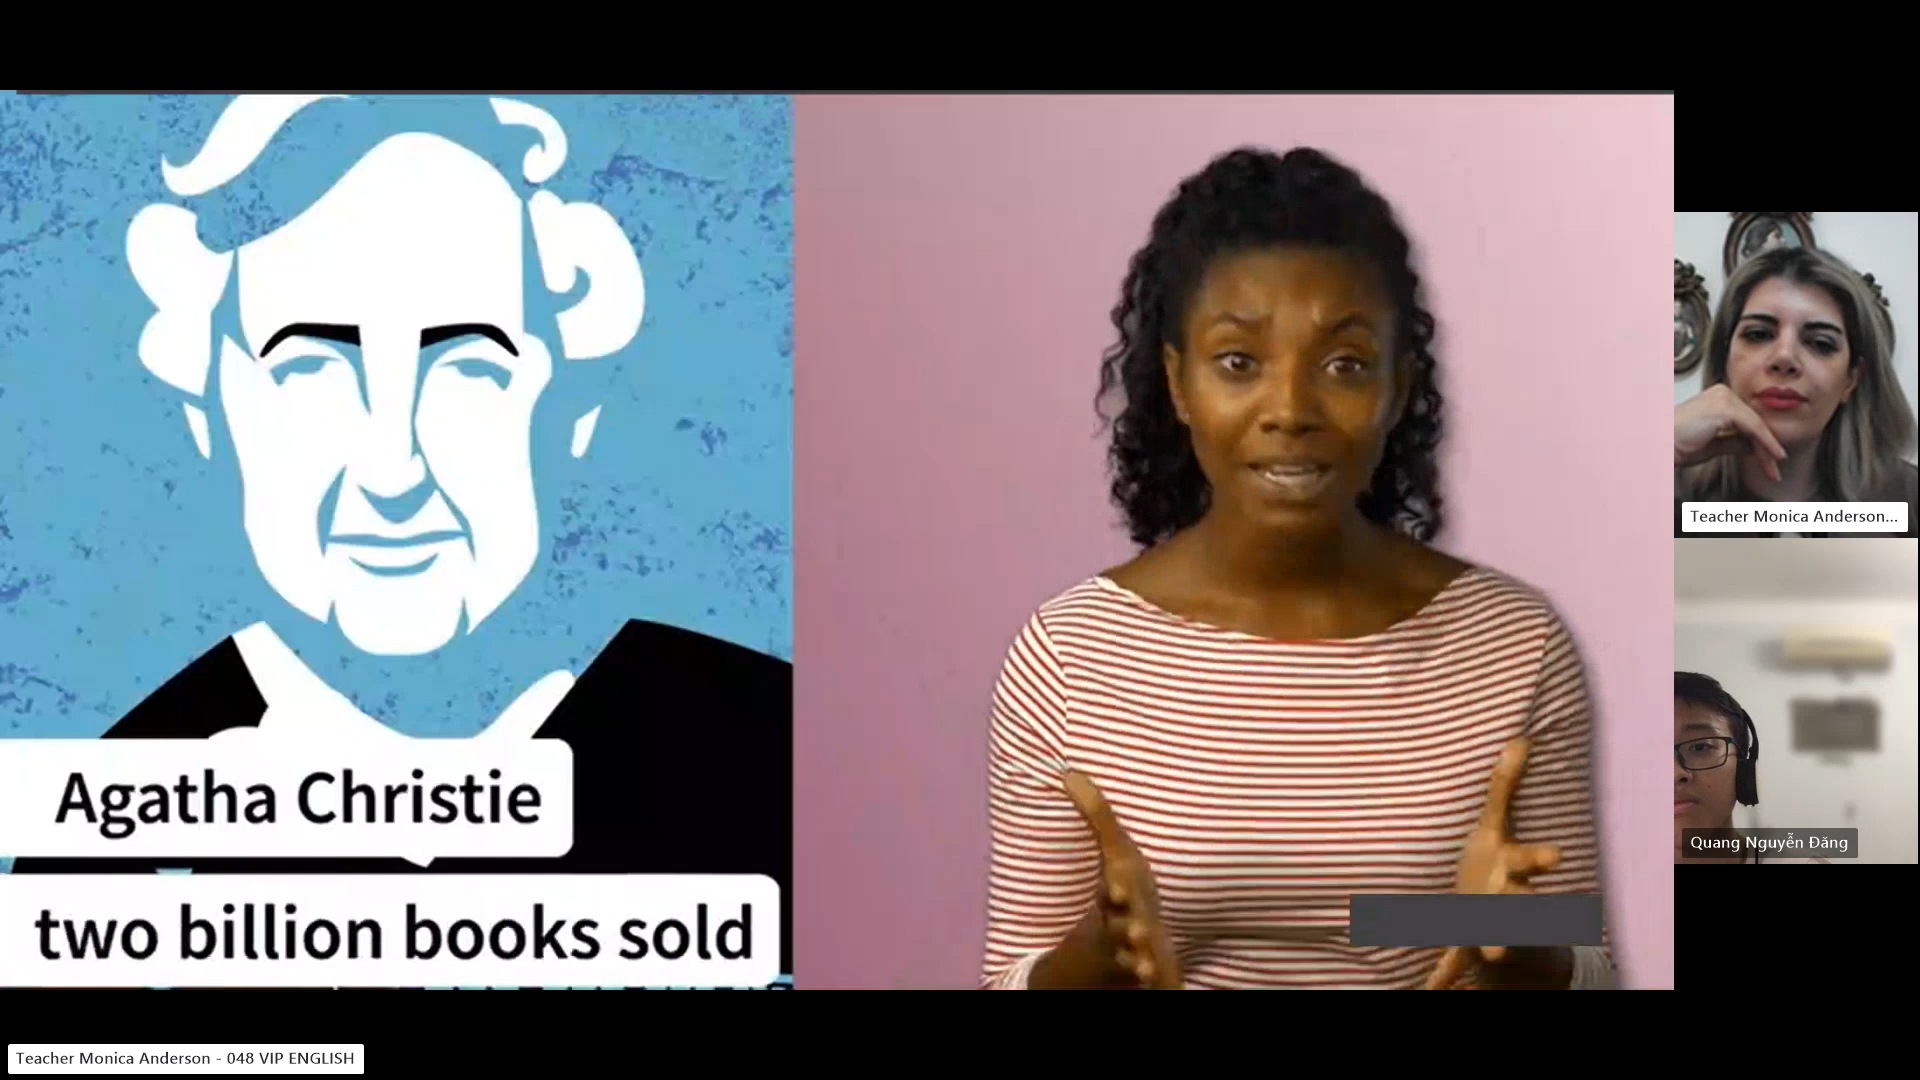 Agatha Christie
two billion books sold
Teacher Monica Anderson...
Quang Nguyễn Đăng
Teacher Monica Anderson - 048 VIP ENGLISH